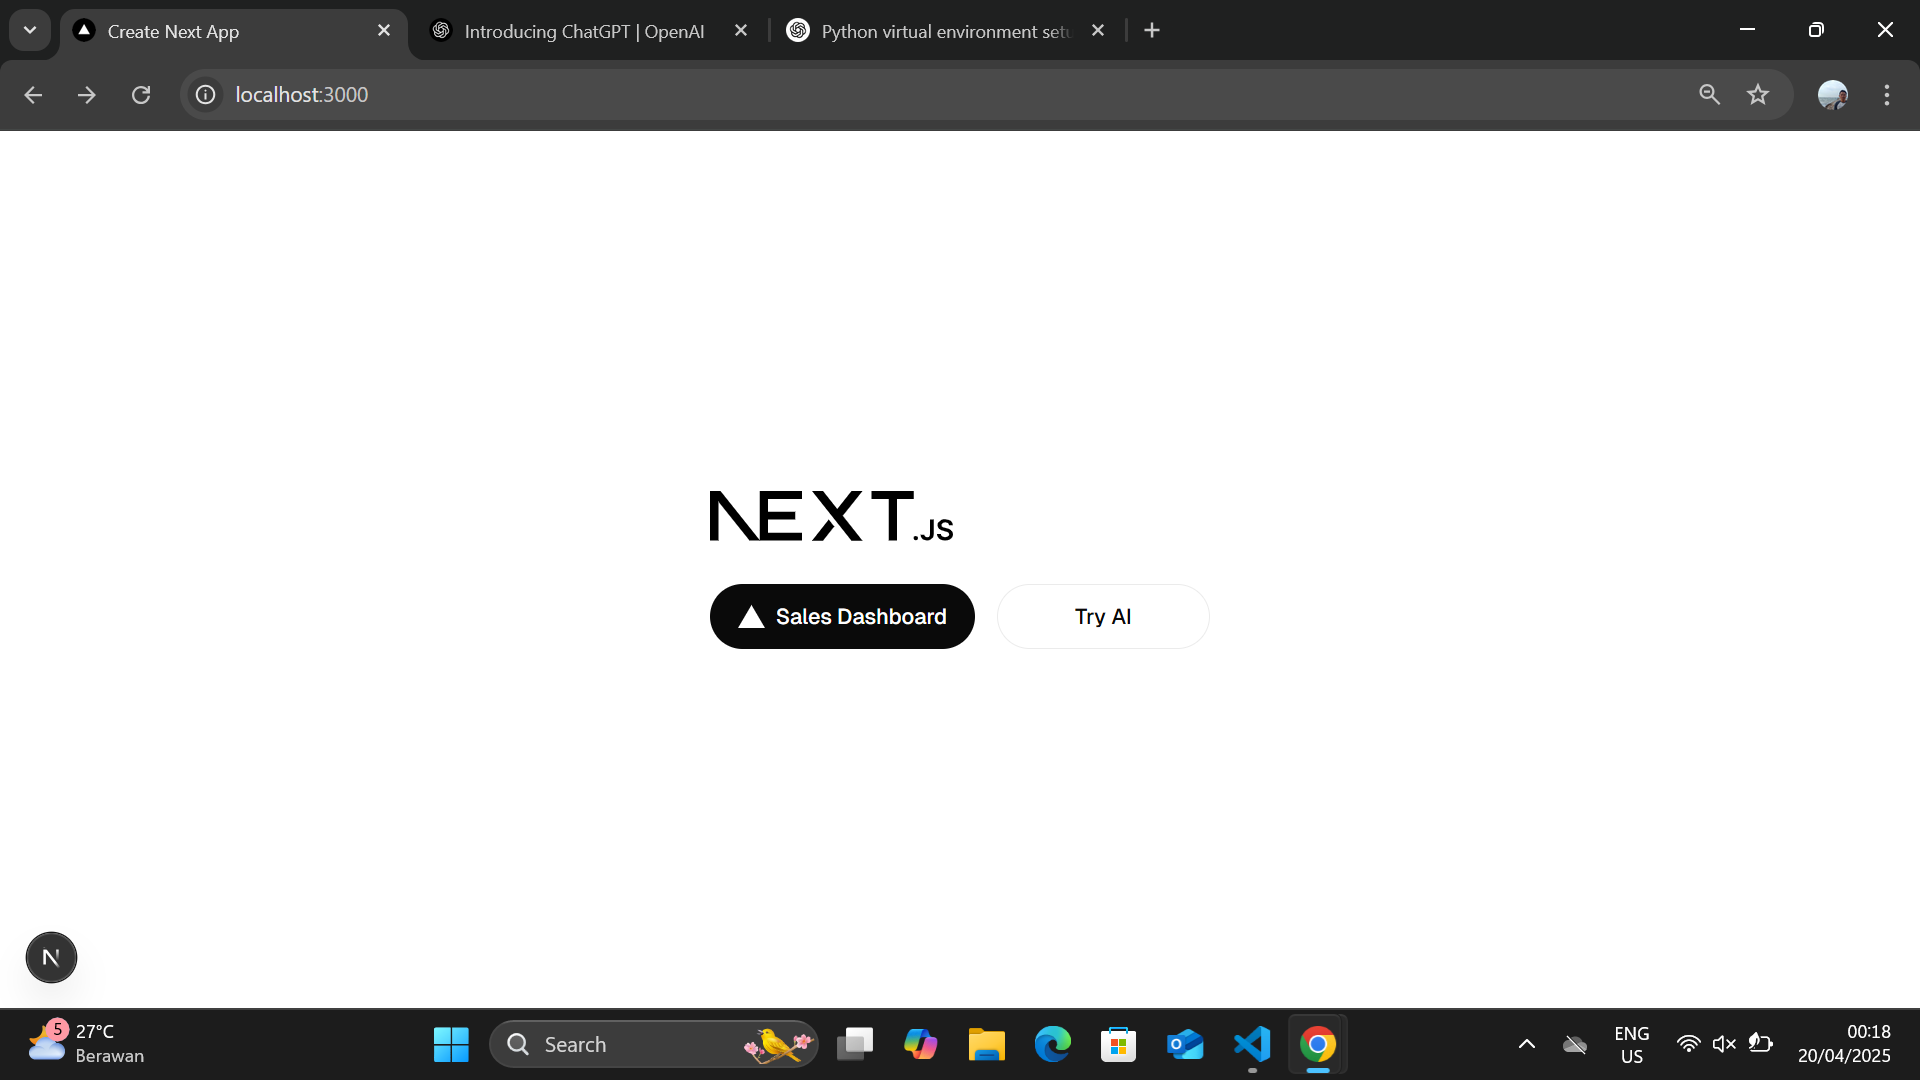 Create Next App
Introducing ChatGPT | OpenAI
Python virtual environment setu
localhost:3000
NEXT.JS
Sales Dashboard
Try AI
N
5
27°C
Berawan
Search
ENG
US
00:18
20/04/2025